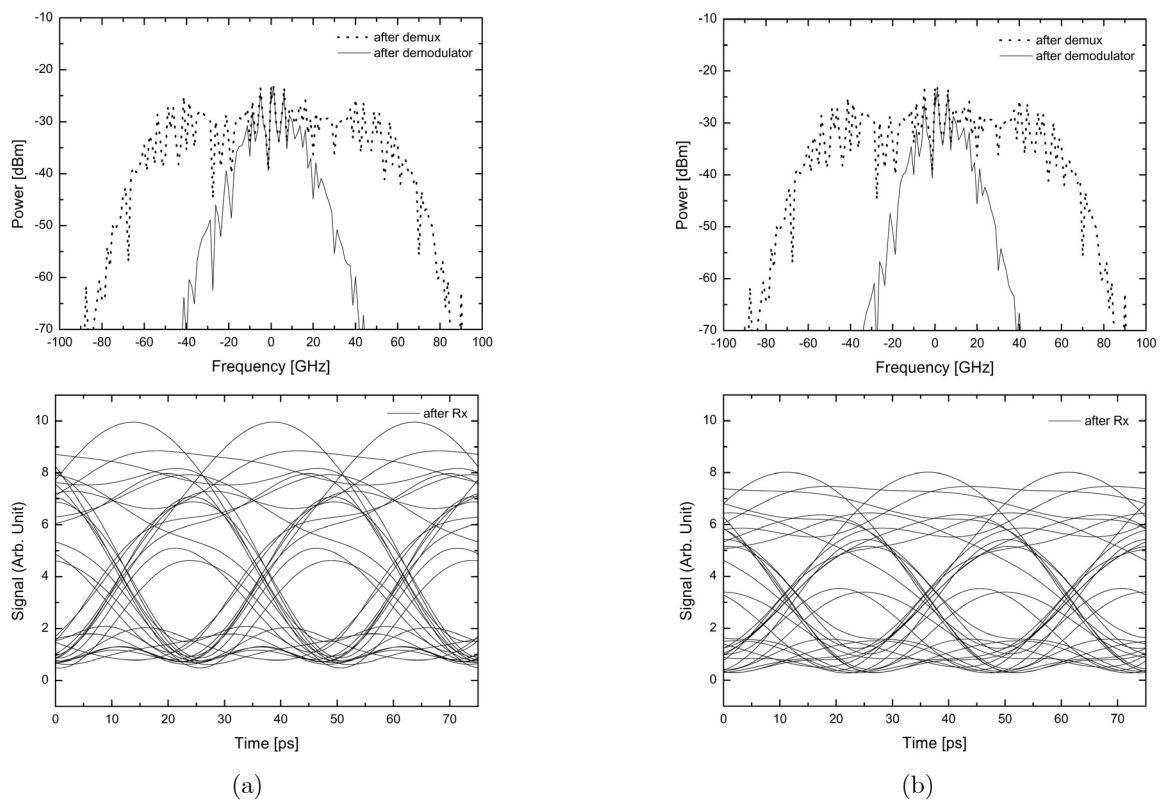 -10
-20
-30
-40
-50
-60
-70
Power [dBm]
after demux
after demodulator
-100 -80 -60 -40 -20 0 20 40 60 80 100
Frequency [GHz]
-10
-20
-30
-40
-50
-60
-70
Power [dBm]
after demux
after demodulator
-100 -80 -60 -40 -20 0 20 40 60 80 100
Frequency [GHz]
10
8
6
4
2
0
Signal (Arb. Unit)
after Rx
0 10 20 30 40 50 60 70
Time [ps]
10
8
6
4
2
0
Signal (Arb. Unit)
after Rx
0 10 20 30 40 50 60 70
Time [ps]
(a)
(b)